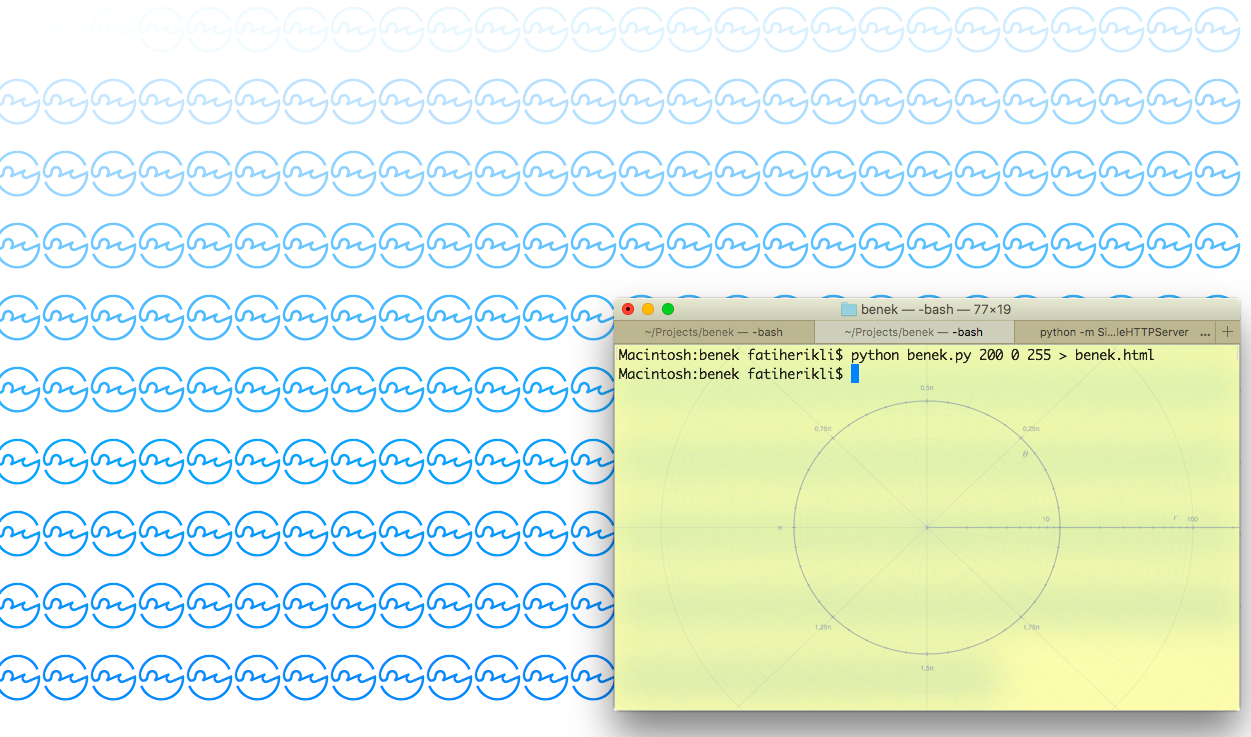 benek — -bash — 77×19
~/Projects/benek — -bash
~/Projects/benek — -bash
python -m Si...leHTTPServer ... +
Macintosh:benek fatiherikli$ python benek.py 200 0 255 > benek.html
Macintosh:benek fatiherikli$
0,5π
0,75π
0,25π
θ
π
10
r
100
1,25π
1,75π
1,5π